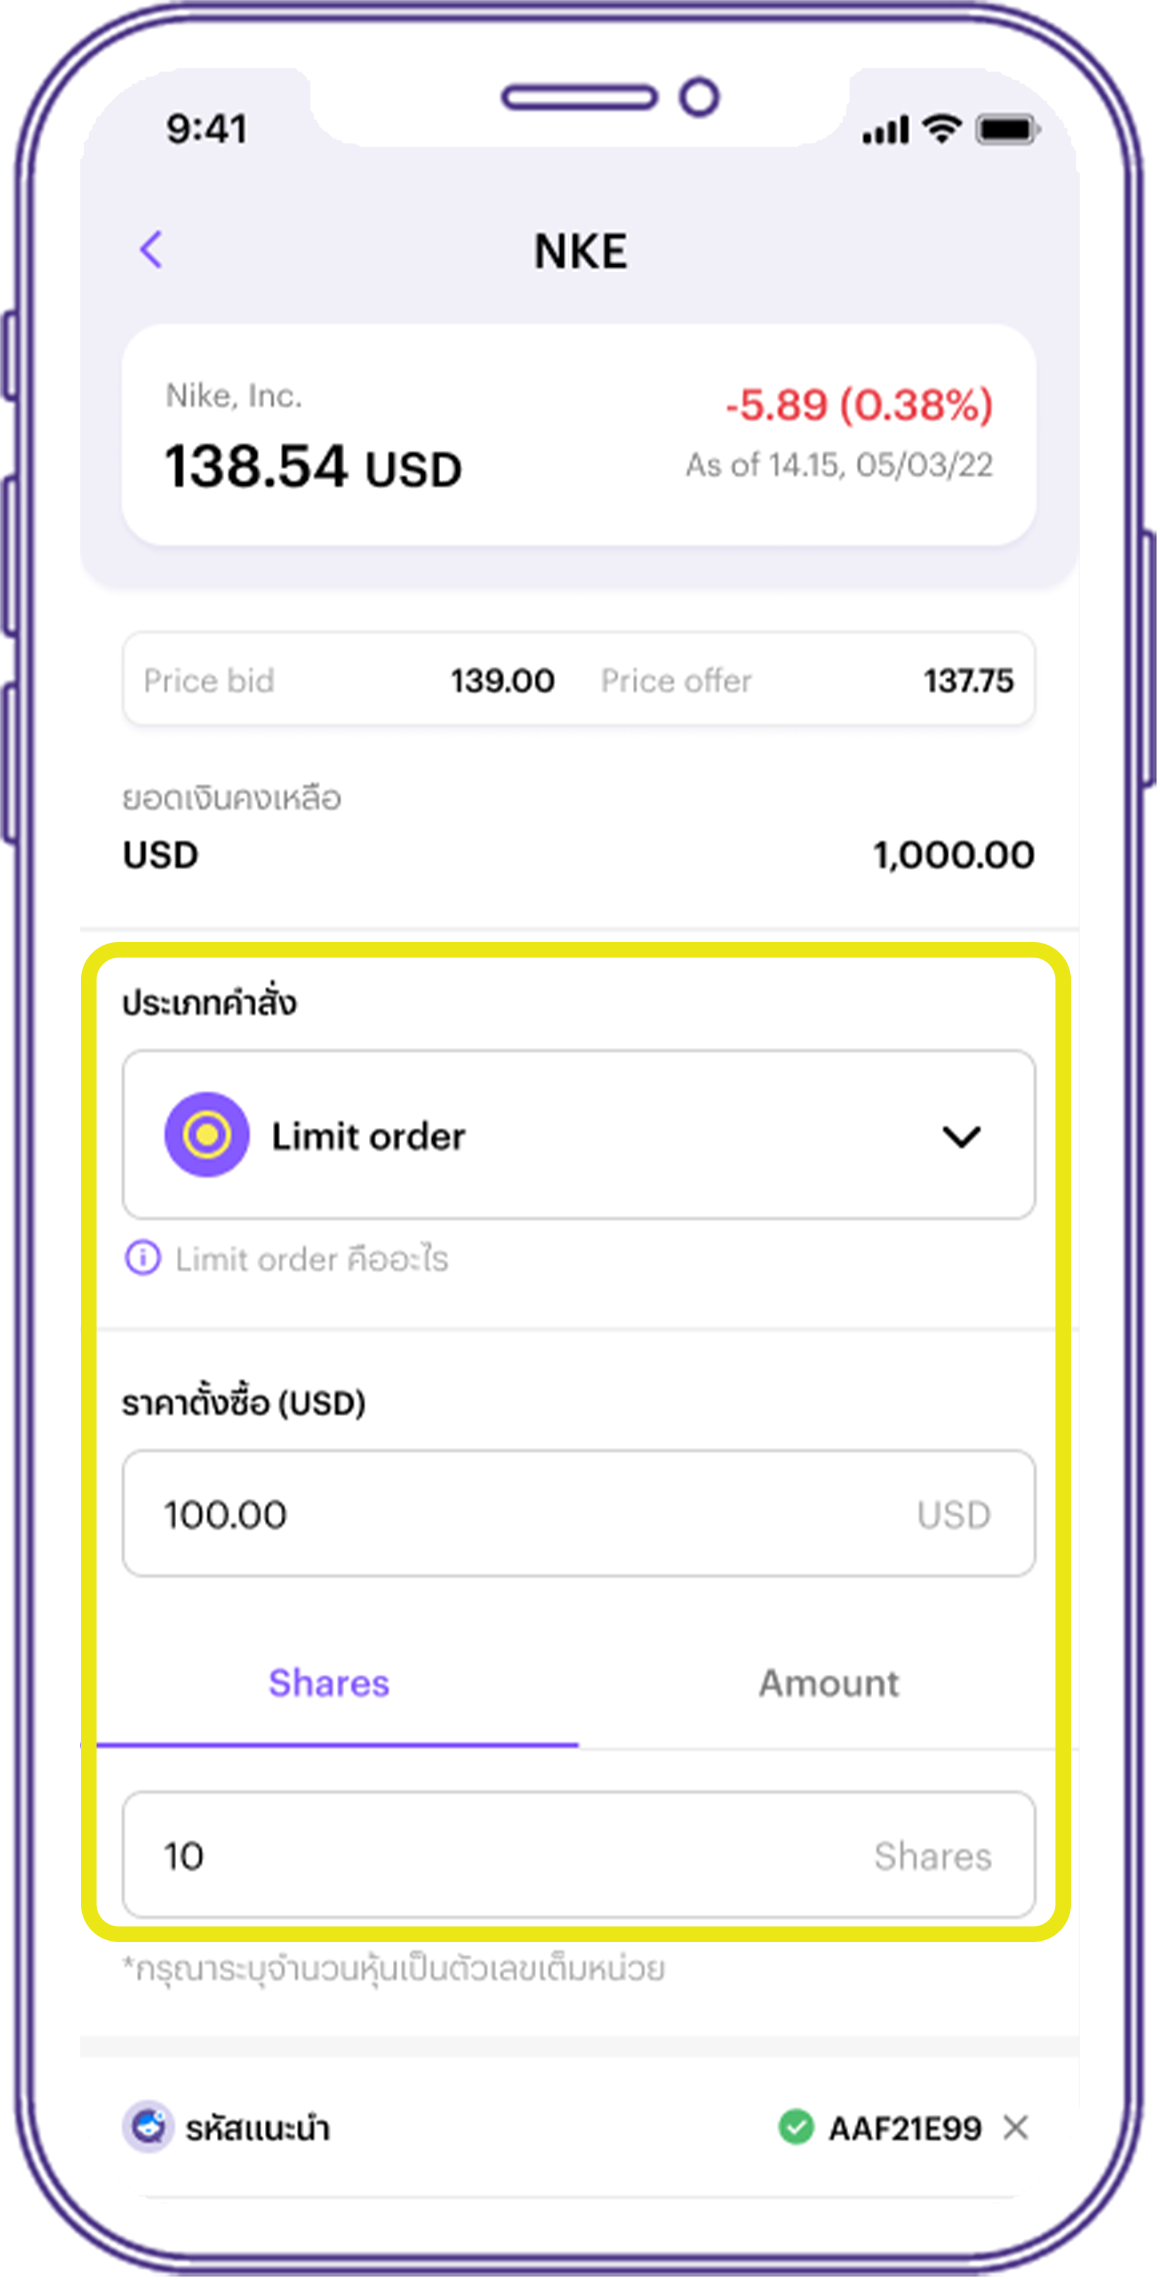 9:41
NKE
Nike, Inc.
-5.89 (0.38%)
138.54 USD
As of 14.15, 05/03/22
Price bid 139.00 Price offer 137.75
ยอดเงินคงเหลือ
USD 1,000.00
ประเภทคำสั่ง
Limit order
Limit order คืออะไร
ราคาตั้งซื้อ (USD)
100.00 USD
Shares Amount
10 Shares
*กรุณาระบุจำนวนหุ้นเป็นตัวเลขเต็มหน่วย
รหัสแนะนำ AAF21E99